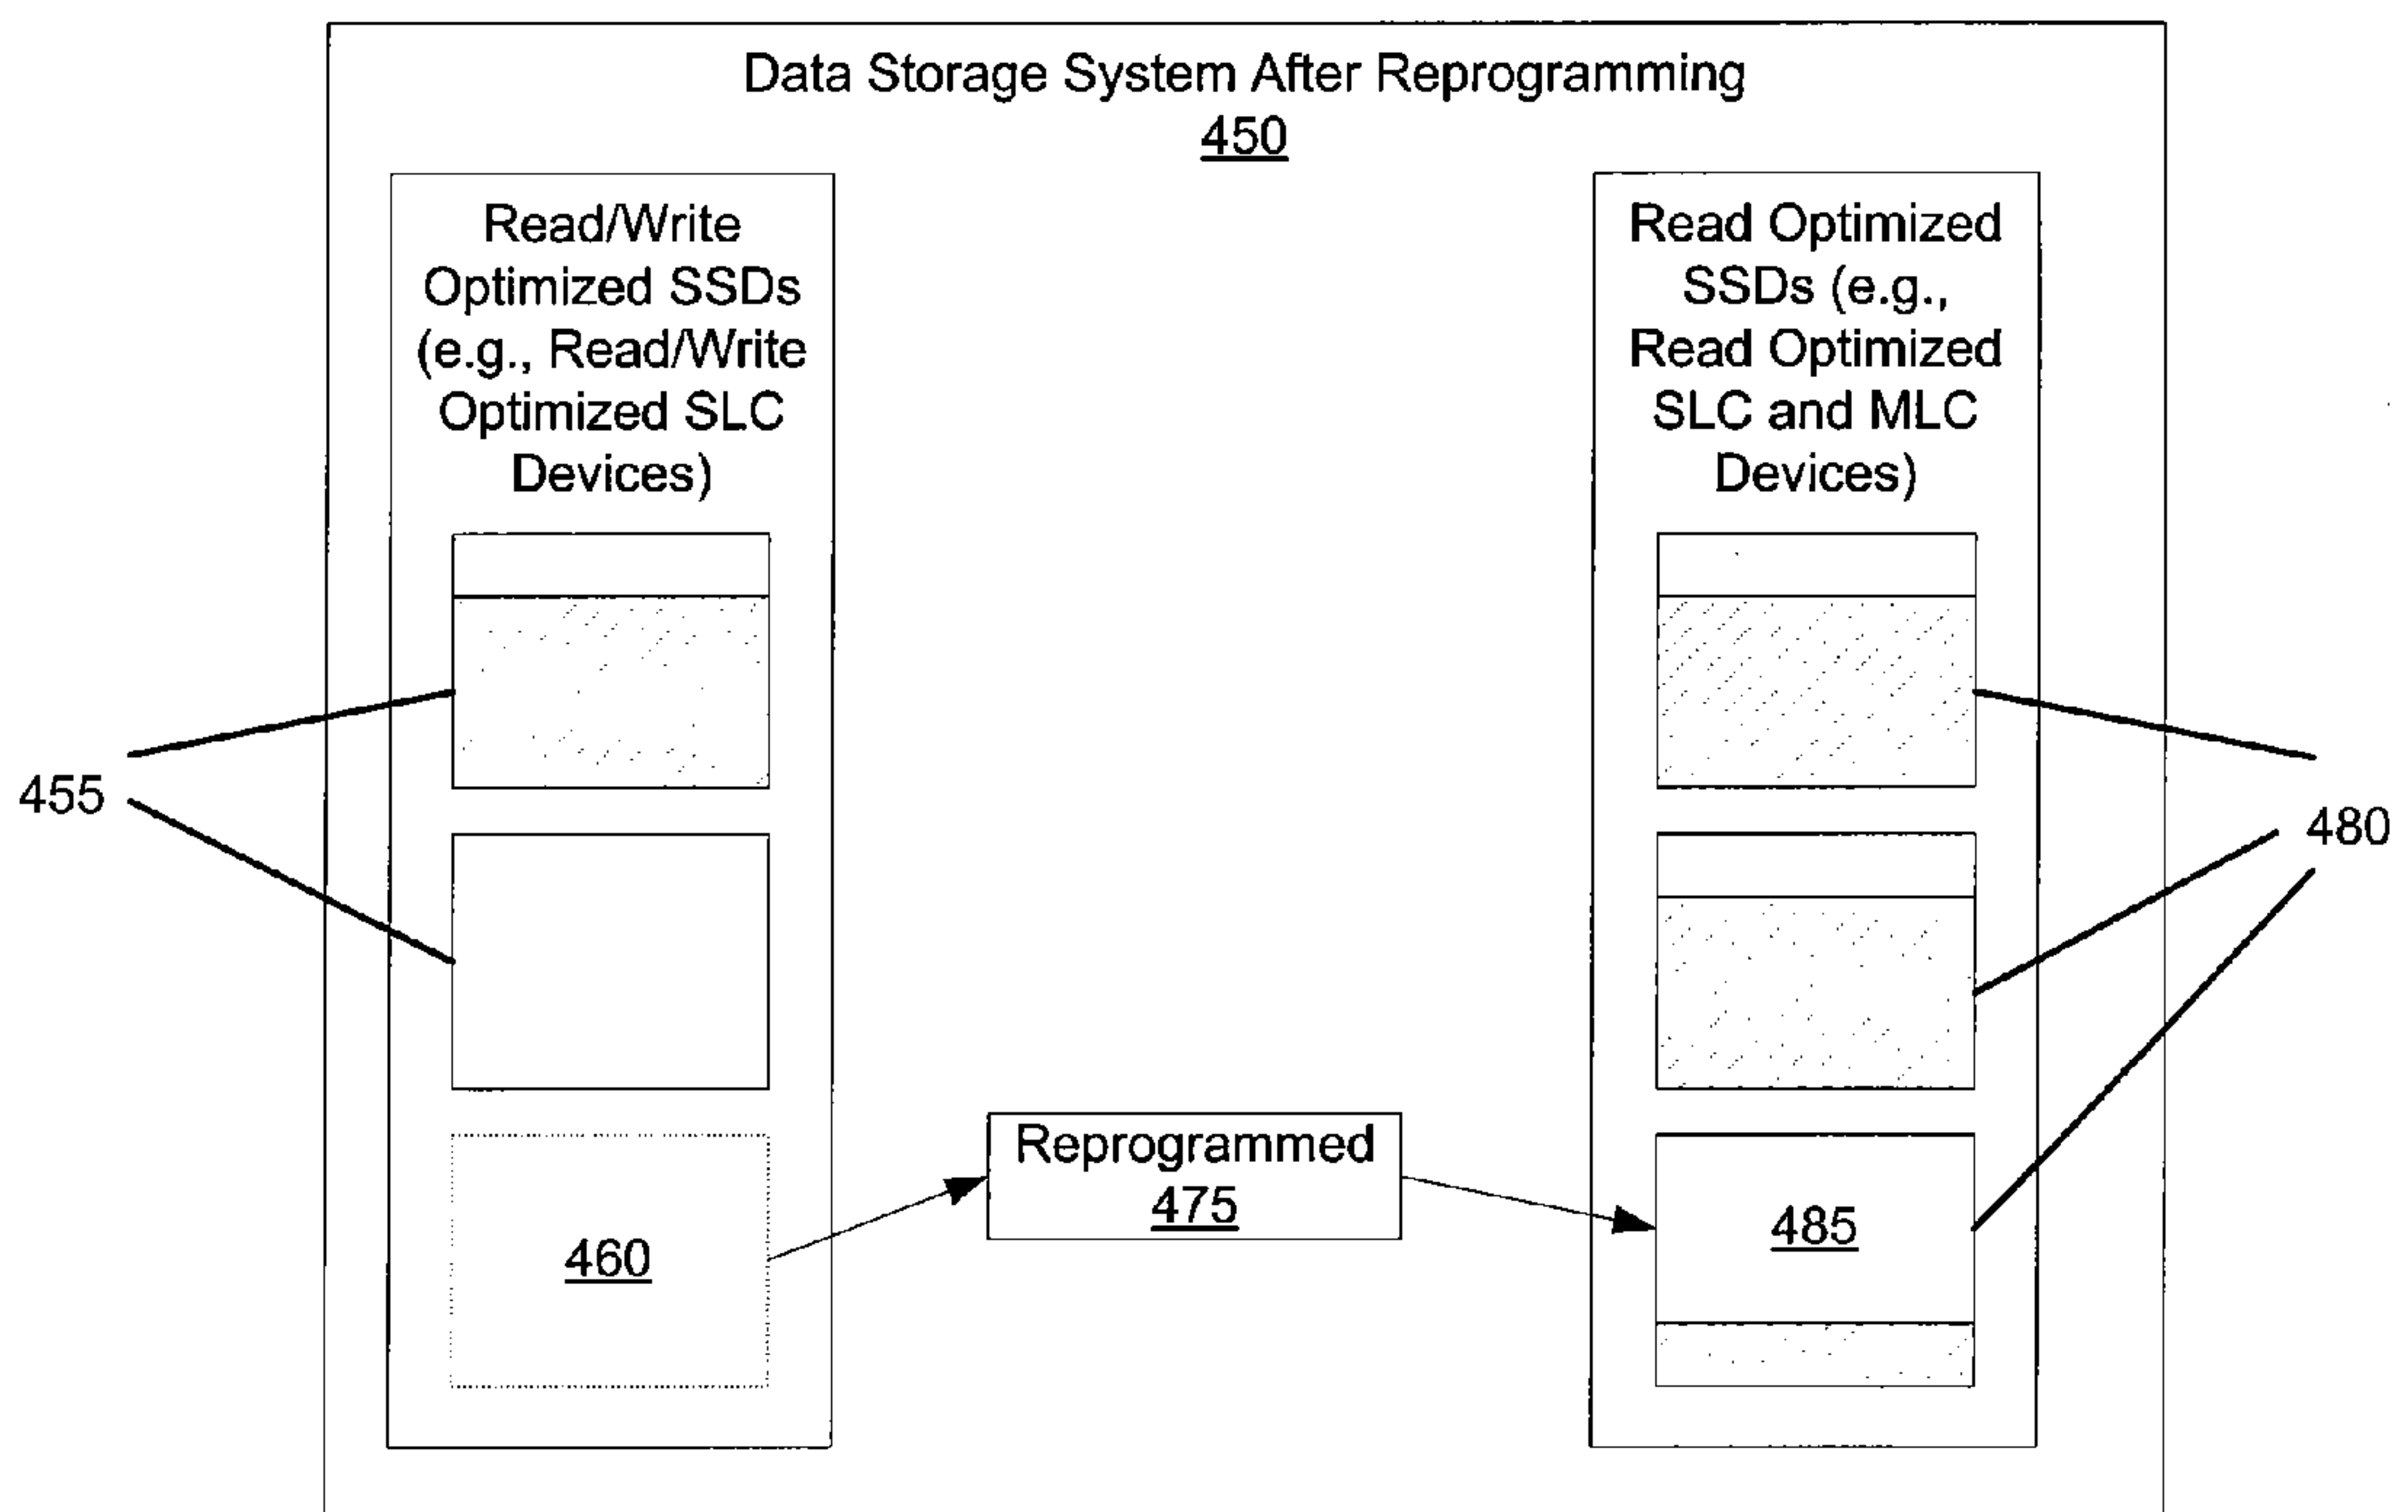 Data Storage System After Reprogramming
450
Read/Write
Optimized SSDs
(e.g., Read/Write
Optimized SLC
Devices)
Read Optimized
SSDs (e.g.,
Read Optimized
SLC and MLC
Devices)
455
480
Reprogrammed
475
460
485